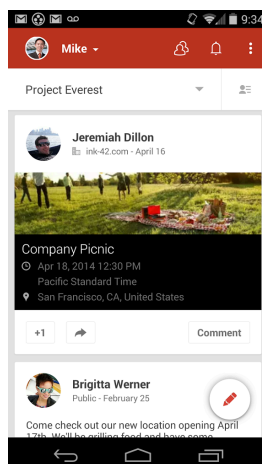 9:34
Mike
Project Everest
Jeremiah Dillon
ink-42.com - April 16
Company Picnic
Apr 18, 2014 12:30 PM
Pacific Standard Time
San Francisco, CA, United States
+1
Comment
Brigitta Werner
Public - February 25
Come check out our new location opening April
17th. We'll be grilling food and have some